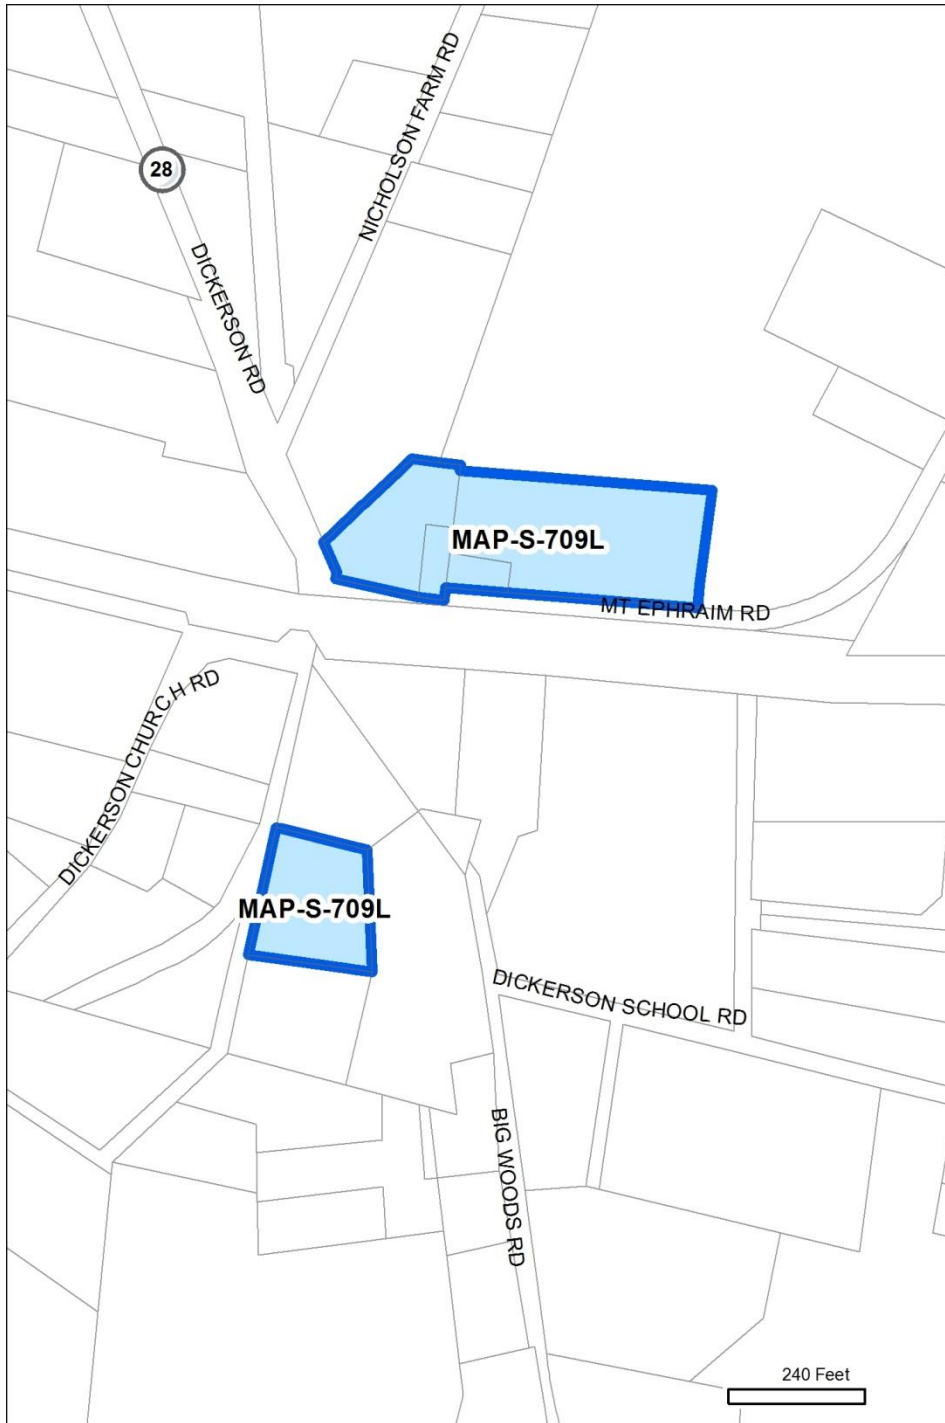 NICHOLSON FARM RD
28
DICKERSON RD
MAP-S-709L
MT EPHRAIM RD
DICKERSON CHURCH RD
MAP-S-709L
DICKERSON SCHOOL RD
BIG WOODS RD
240 Feet